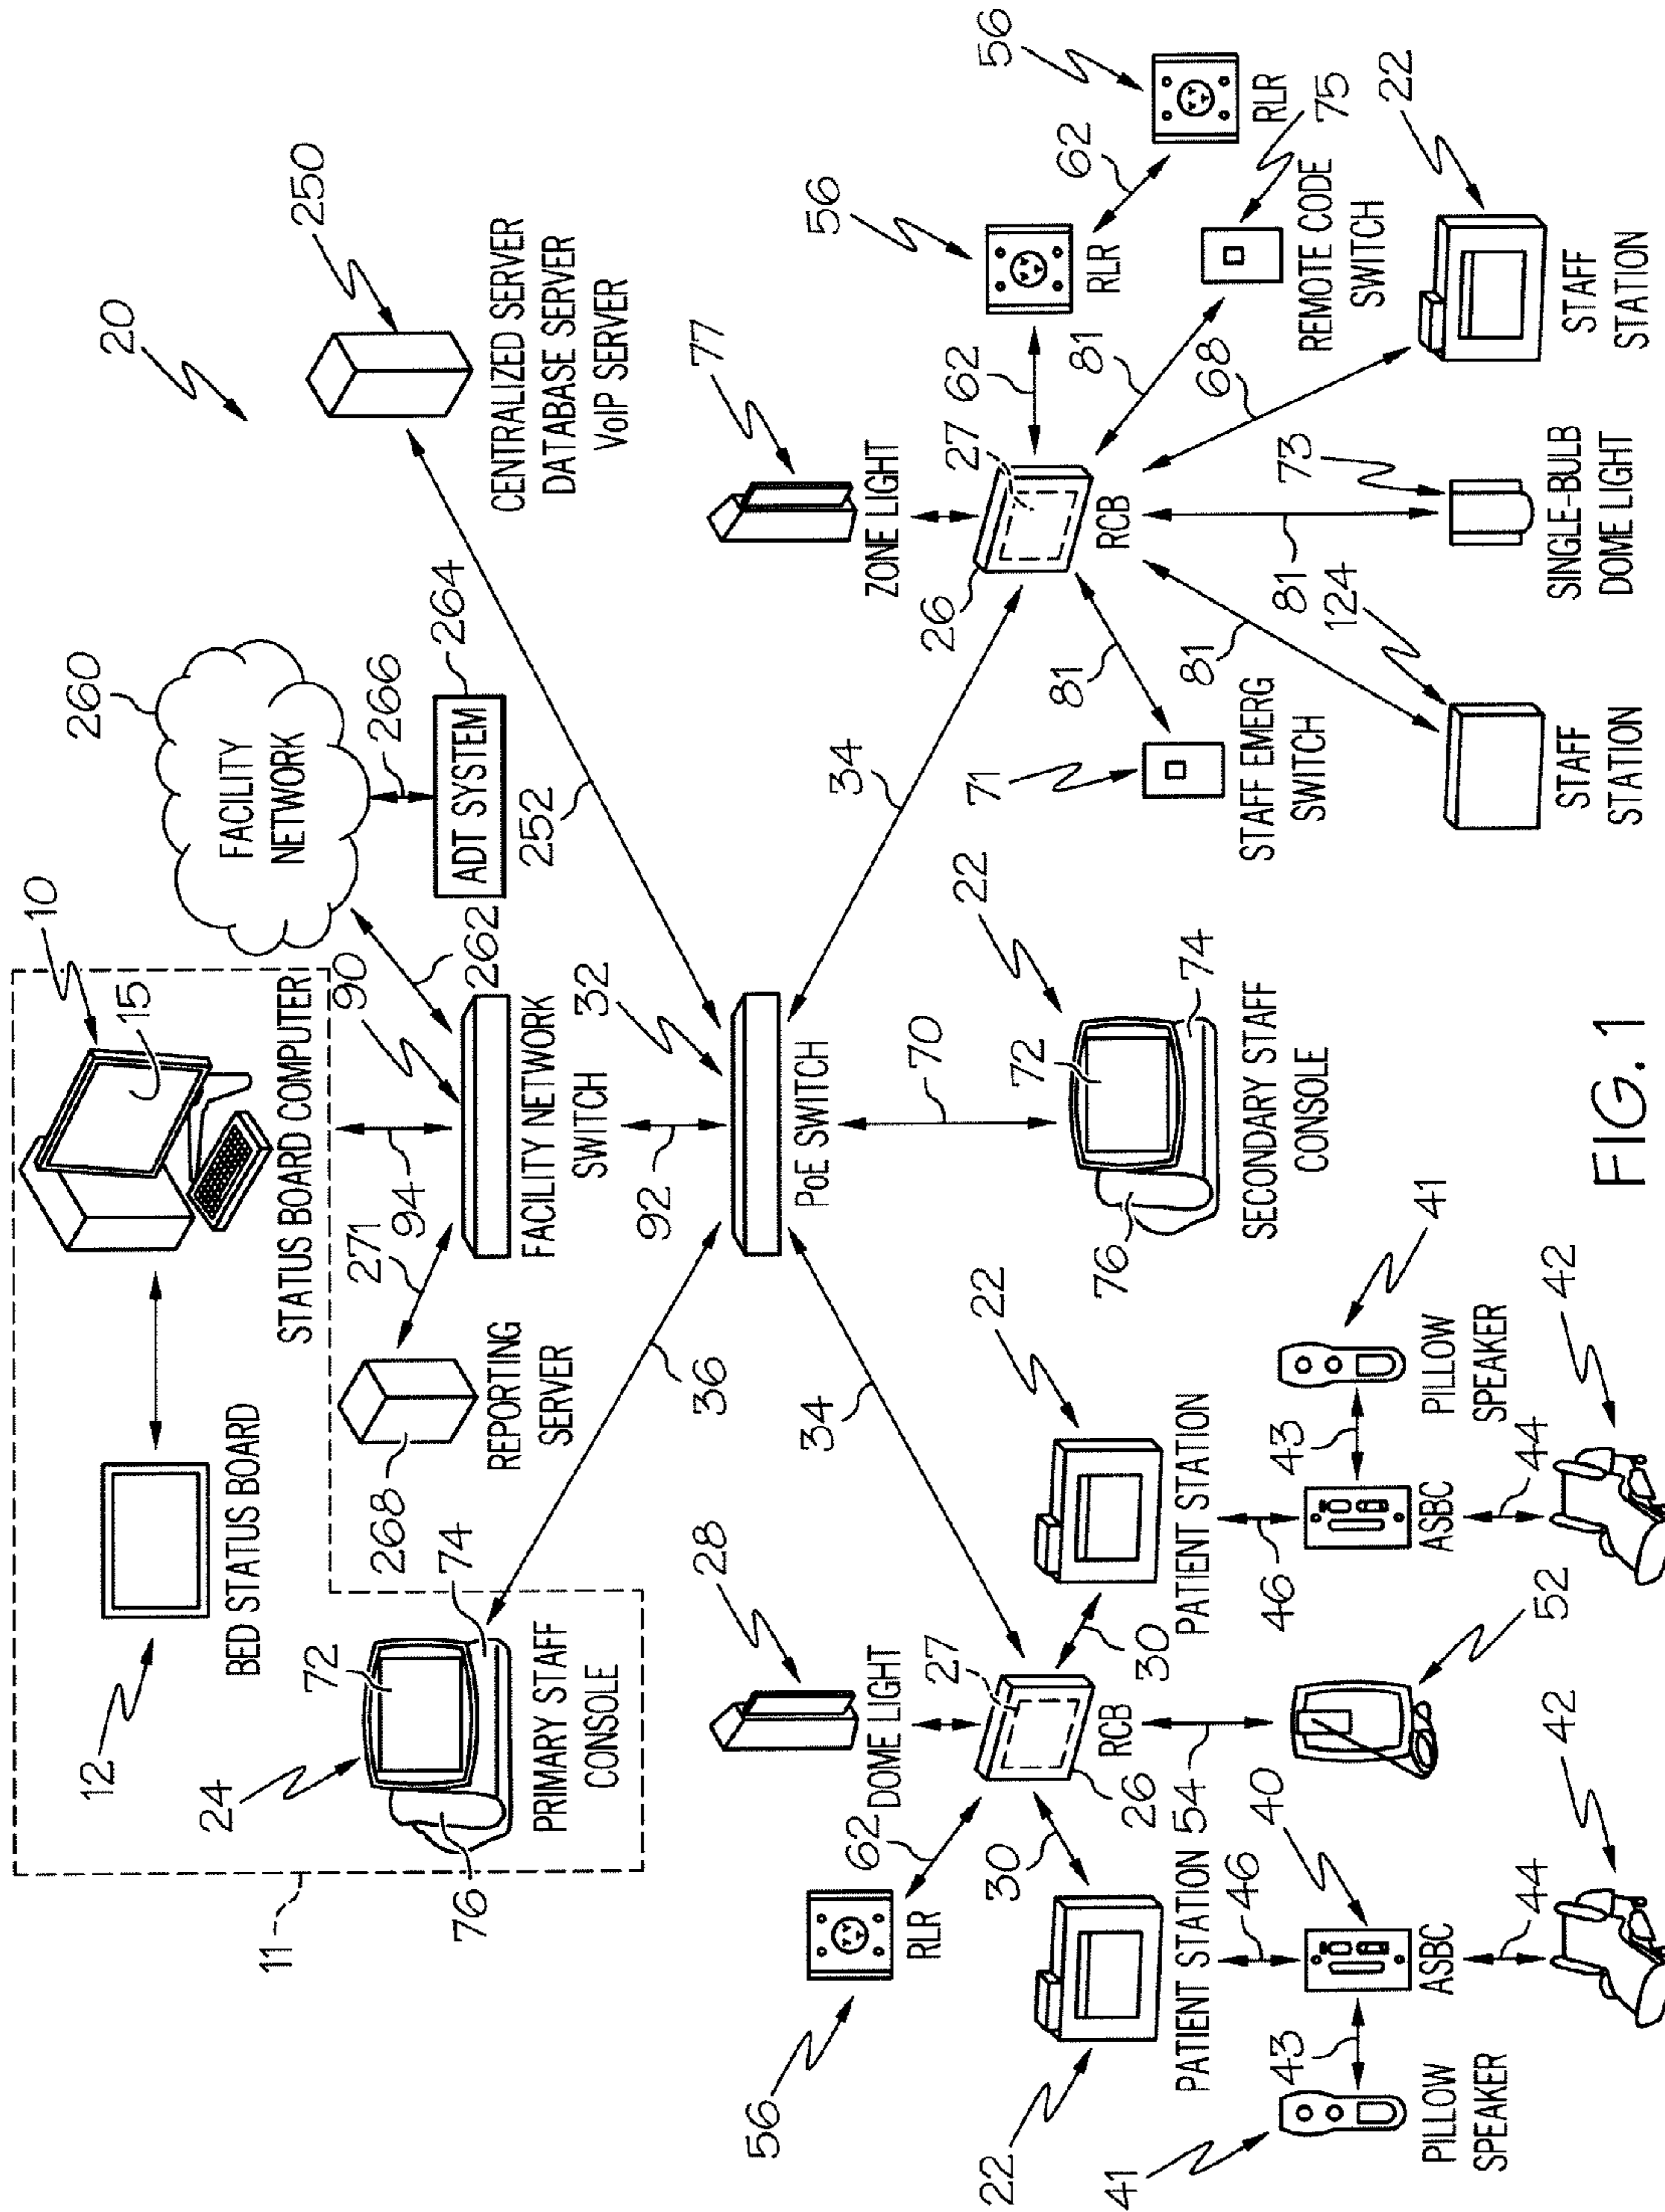 20
250
CENTRALIZED SERVER
DATABASE SERVER
VoIP SERVER
260
FACILITY
NETWORK
266
264
ADT SYSTEM
252
262
10
15
STATUS BOARD COMPUTER
90
94
FACILITY NETWORK
SWITCH
271
REPORTING
SERVER
268
BED STATUS BOARD
12
24
72
74
76
PRIMARY STAFF
CONSOLE
11
36
92
32
PoE SWITCH
34
34
70
22
72
74
76
SECONDARY STAFF
CONSOLE
77
ZONE LIGHT
27
26
RCB
62
56
RLR
62
56
RLR
81
75
REMOTE CODE
SWITCH
68
22
STAFF
STATION
73
81
SINGLE-BULB
DOME LIGHT
124
81
STAFF
STATION
81
71
STAFF EMERG
SWITCH
28
DOME LIGHT
27
26
RCB
62
RLR
56
30
22
PATIENT STATION
30
22
PATIENT STATION
54
52
46
ASBC
43
41
PILLOW
SPEAKER
44
42
46
40
ASBC
43
41
PILLOW
SPEAKER
44
42
FIG. 1